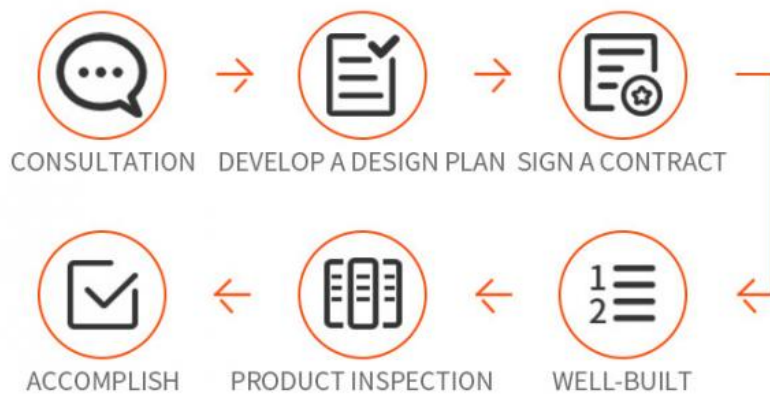 CONSULTATION
DEVELOP A DESIGN PLAN
SIGN A CONTRACT
1
2
ACCOMPLISH
PRODUCT INSPECTION
WELL-BUILT